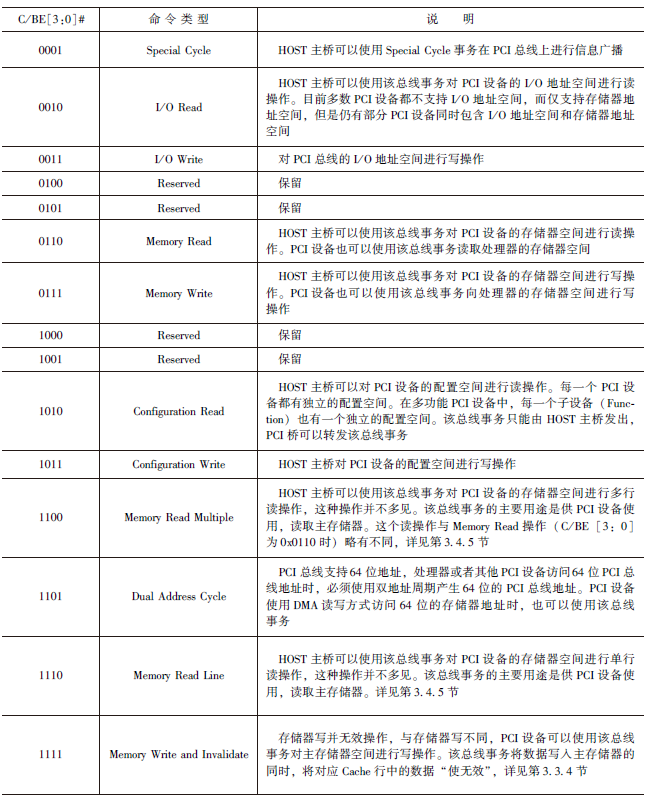 C/BE[3:0]# 命令类型 说 明
0001 Special Cycle HOST 主桥可以使用 Special Cycle 事务在 PCI 总线上进行信息广播
0010 I/O Read HOST 主桥可以使用该总线事务对 PCI 设备的 I/O 地址空间进行读
操作。目前多数 PCI 设备都不支持 I/O 地址空间，而仅支持存储器地
址空间，但是仍有部分 PCI 设备同时包含 I/O 地址空间和存储器地址
空间
0011 I/O Write 对 PCI 总线的 I/O 地址空间进行写操作
0100 Reserved 保留
0101 Reserved 保留
0110 Memory Read HOST 主桥可以使用该总线事务对 PCI 设备的存储器空间进行读操
作。PCI 设备也可以使用该总线事务读取处理器的存储器空间
0111 Memory Write HOST 主桥可以使用该总线事务对 PCI 设备的存储器空间进行写操
作。PCI 设备也可以使用该总线事务向处理器的存储器空间进行写
操作
1000 Reserved 保留
1001 Reserved 保留
1010 Configuration Read HOST 主桥可以对 PCI 设备的配置空间进行读操作。每一个 PCI 设
备都有独立的配置空间。在多功能 PCI 设备中，每一个子设备（Func-
tion）也有一个独立的配置空间。该总线事务只能由 HOST 主桥发出，
PCI 桥可以转发该总线事务
1011 Configuration Write HOST 主桥对 PCI 设备的配置空间进行写操作
1100 Memory Read Multiple HOST 主桥可以使用该总线事务对 PCI 设备的存储器空间进行多行
读操作，这种操作并不多见。该总线事务的主要用途是供 PCI 设备使
用，读取主存储器。这个读操作与 Memory Read 操作（C/BE [3：0]
为 0x0110 时）略有不同，详见第 3.4.5 节
1101 Dual Address Cycle PCI 总线支持 64 位地址，处理器或者其他 PCI 设备访问 64 位 PCI 总
线地址时，必须使用双地址周期产生 64 位的 PCI 总线地址。PCI 设备
使用 DMA 读写方式访问 64 位的存储器地址时，也可以使用该总线
事务
1110 Memory Read Line HOST 主桥可以使用该总线事务对 PCI 设备的存储器空间进行单行
读操作，这种操作并不多见。该总线事务的主要用途是供 PCI 设备使
用，读取主存储器。详见第 3.4.5 节
1111 Memory Write and Invalidate 存储器写并无效操作，与存储器写不同，PCI 设备可以使用该总线
事务对主存储器空间进行写操作。该总线事务将数据写入主存储器的
同时，将对应 Cache 行中的数据“使无效”，详见第 3.3.4 节